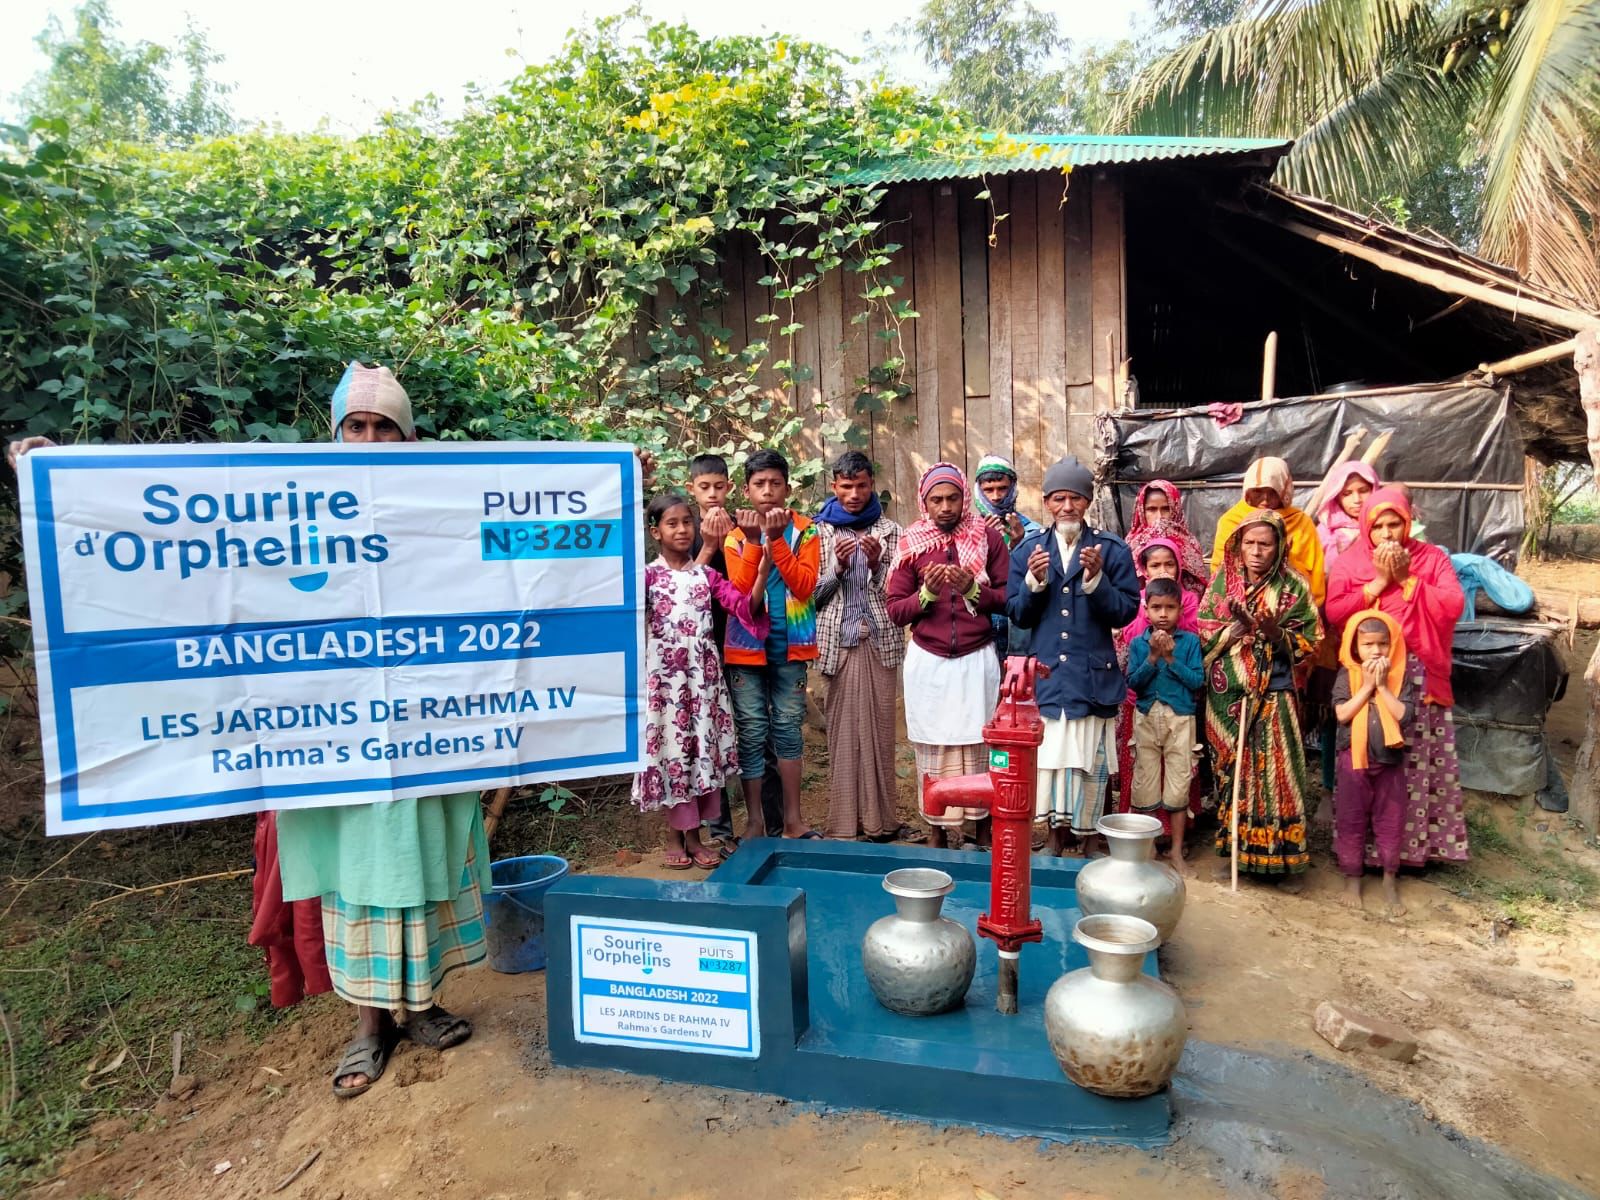 Sourire
d'Orphelins
PUITS
N°3287
BANGLADESH 2022
LES JARDINS DE RAHMA IV
Rahma's Gardens IV
Sourire
d'Orphelins
PUITS
N°3287
BANGLADESH 2022
LES JARDINS DE RAHMA IV
Rahma's Gardens IV